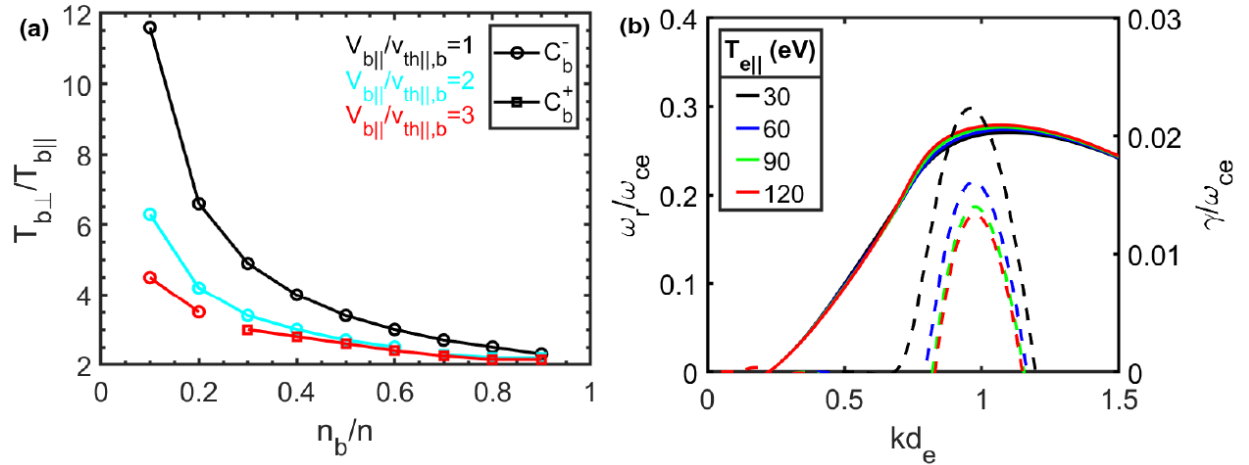 (a)
12
10
8
6
4
2
T_b⊥/T_b||
V_b||/v_th||,b=1
V_b||/v_th||,b=2
V_b||/v_th||,b=3
C_b^-
C_b^+
0 0.2 0.4 0.6 0.8 1
n_b/n
(b)
0.4
0.3
0.2
0.1
0
ω_r/ω_ce
T_e|| (eV)
30
60
90
120
0.03
0.02
0.01
0
γ/ω_ce
0 0.5 1 1.5
kd_e